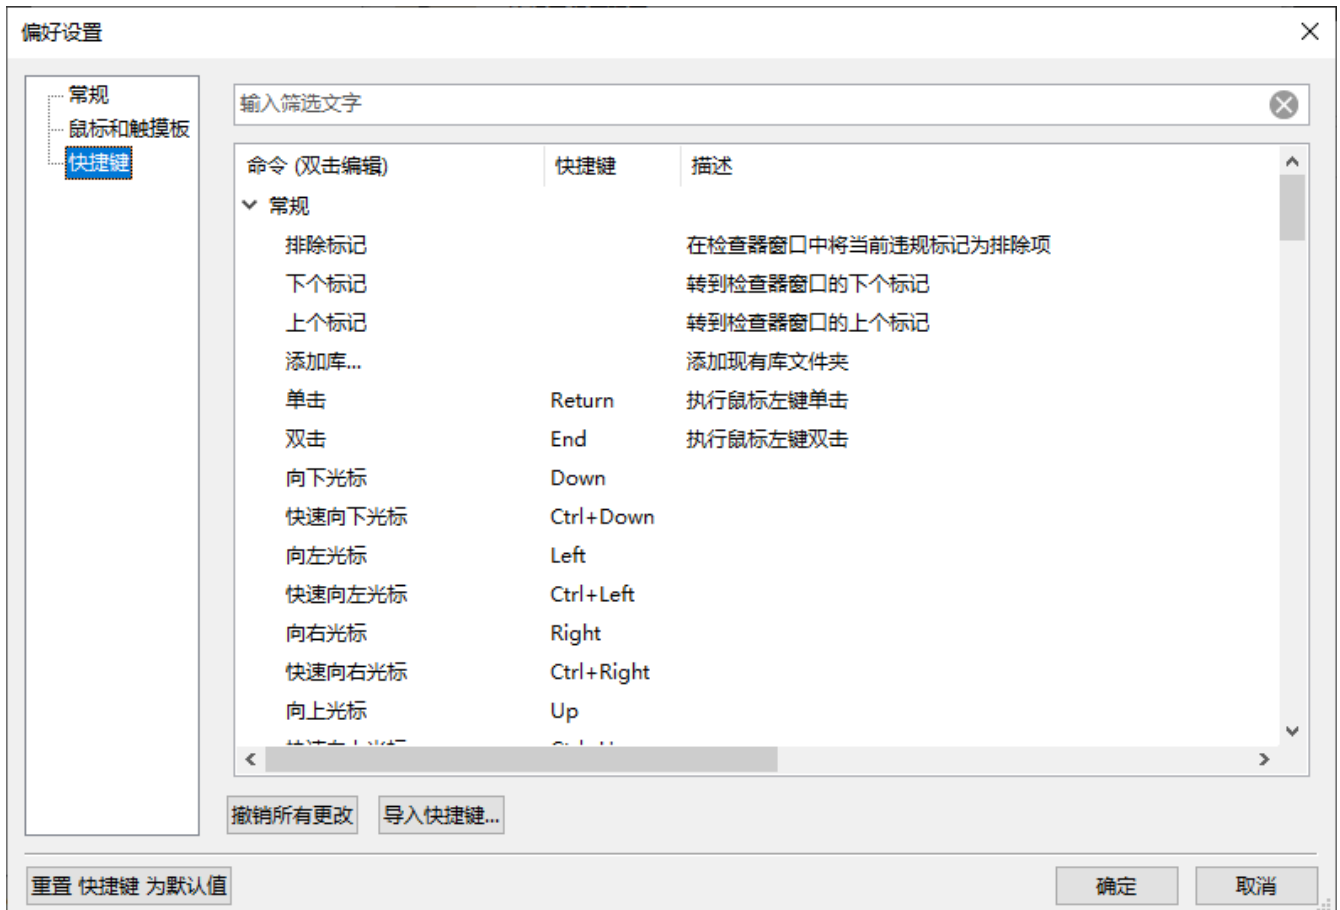 偏好设置
常规
鼠标和触摸板
快捷键
输入筛选文字
命令 (双击编辑) 快捷键 描述
常规
排除标记 在检查器窗口中将当前违规标记为排除项
下个标记 转到检查器窗口的下个标记
上个标记 转到检查器窗口的上个标记
添加库... 添加现有库文件夹
单击 Return 执行鼠标左键单击
双击 End 执行鼠标左键双击
向下光标 Down
快速向下光标 Ctrl+Down
向左光标 Left
快速向左光标 Ctrl+Left
向右光标 Right
快速向右光标 Ctrl+Right
向上光标 Up
撤销所有更改 导入快捷键...
重置 快捷键 为默认值 确定 取消